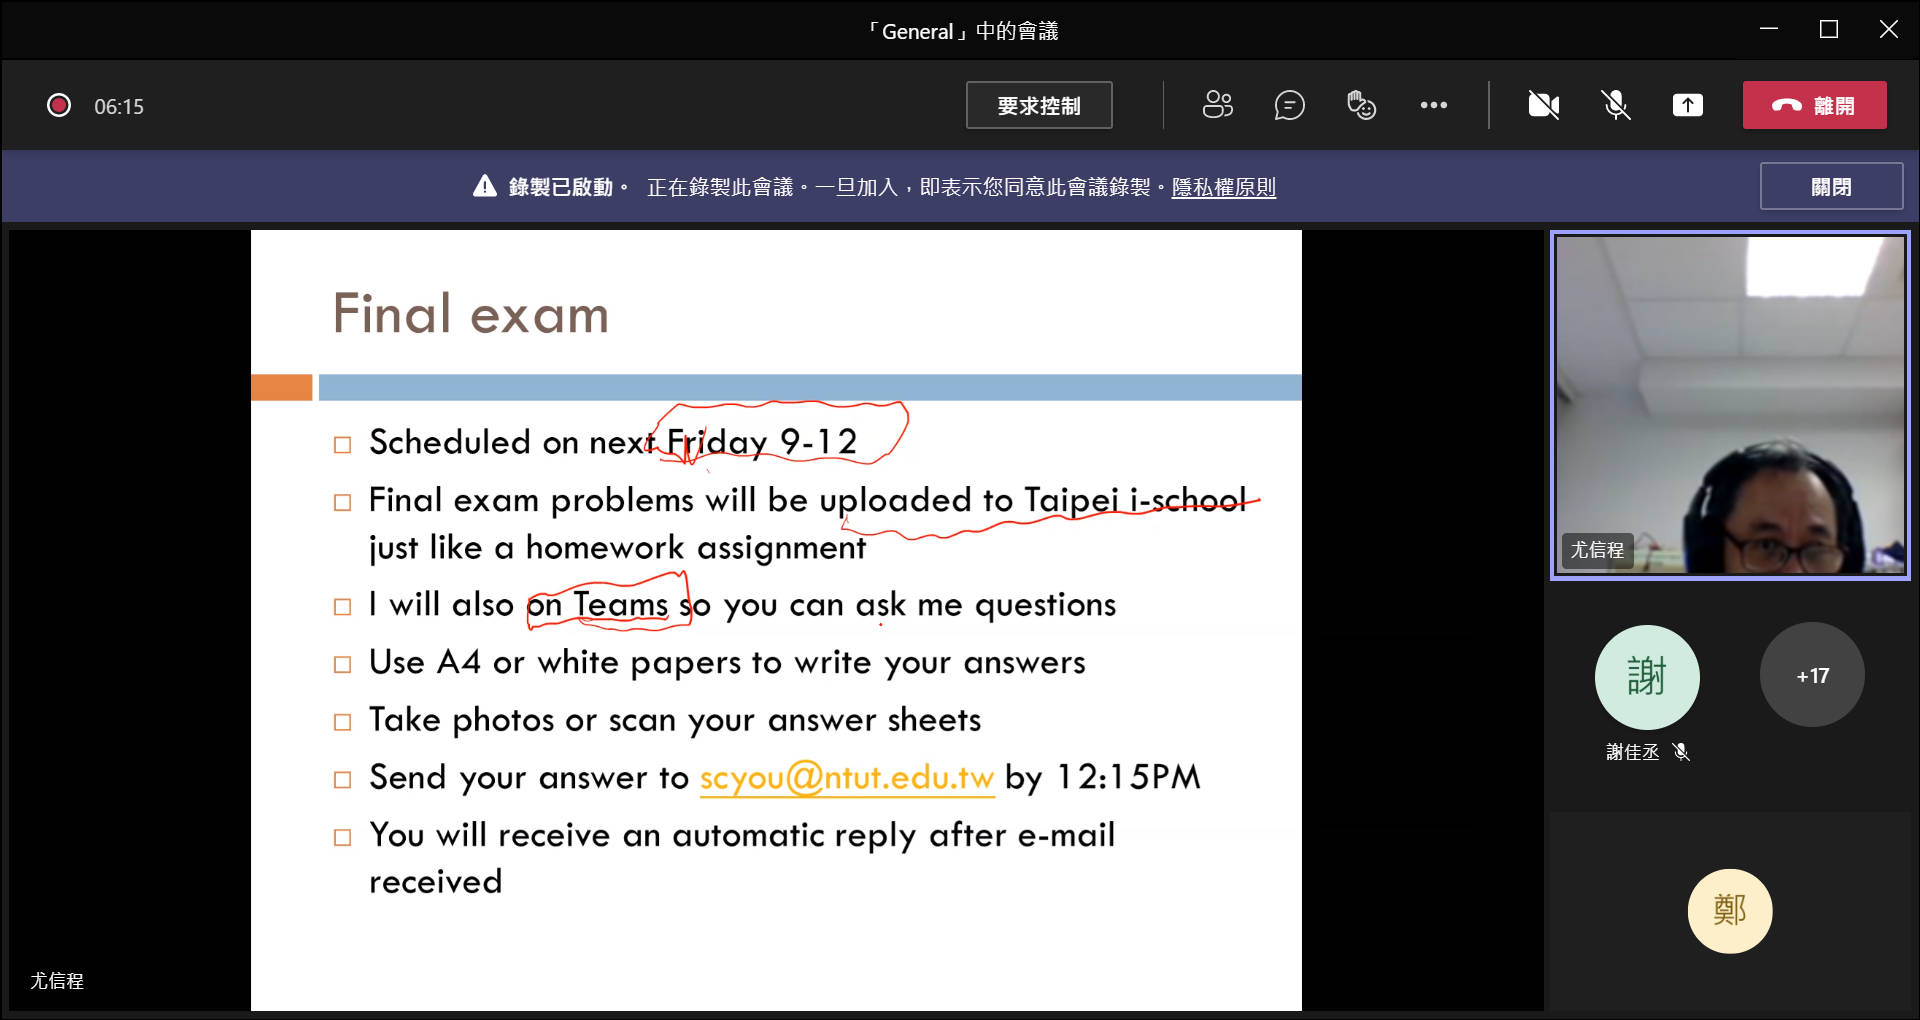 「General」中的會議
06:15
要求控制
離開
錄製已啟動。 正在錄製此會議。一旦加入，即表示您同意此會議錄製。隱私權原則
關閉
Final exam
Scheduled on next Friday 9-12
Final exam problems will be uploaded to Taipei i-school
just like a homework assignment
I will also on Teams so you can ask me questions
Use A4 or white papers to write your answers
Take photos or scan your answer sheets
Send your answer to scyou@ntut.edu.tw by 12:15PM
You will receive an automatic reply after e-mail
received
尤信程
尤信程
謝
+17
謝佳丞
鄭